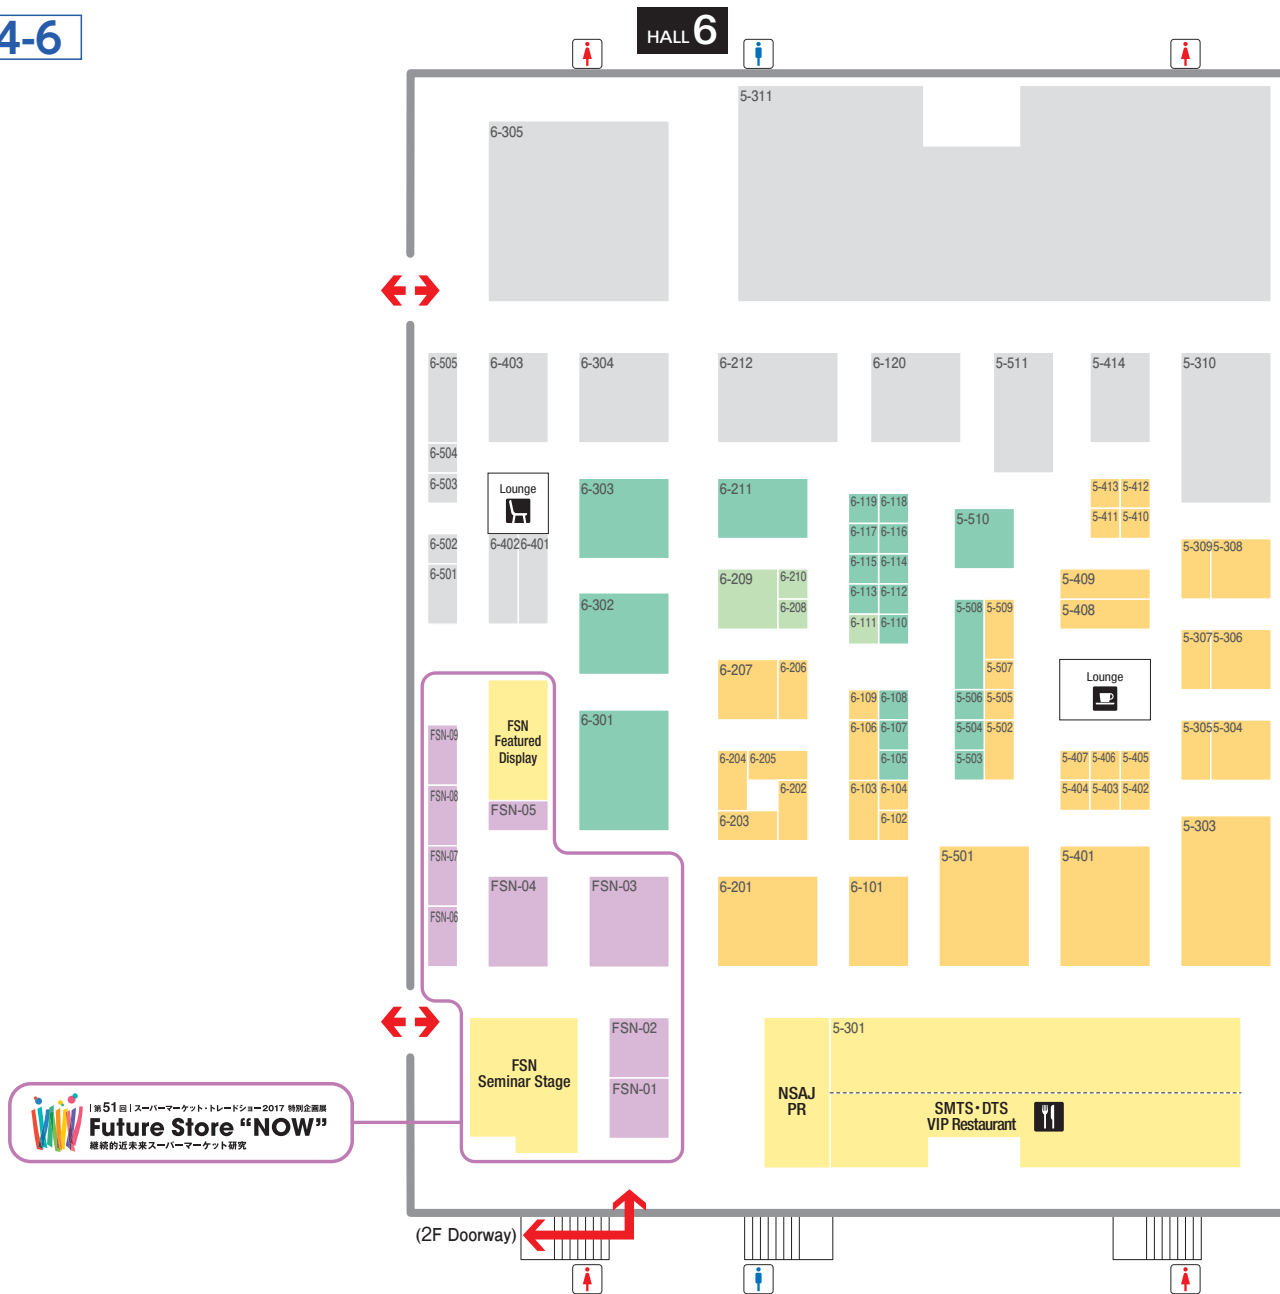 4-6
HALL 6
5-311
6-305
6-505
6-403
6-304
6-212
6-120
5-511
5-414
5-310
6-504
6-503
Lounge
6-303
6-211
6-119 6-118
5-413 5-412
6-117 6-116
5-510
5-411 5-410
6-502
6-402 6-401
6-115 6-114
5-309 5-308
6-501
6-209
6-210
6-113 6-112
5-409
6-302
6-208
6-111 6-110
5-508 5-509
5-408
5-307 5-306
6-207
6-206
5-507
Lounge
6-109 6-108
5-506 5-505
6-301
FSN
Featured
Display
FSN-09
6-106 6-107
5-504 5-502
5-305 5-304
6-204 6-205
6-105
5-503
5-407 5-406 5-405
FSN-08
6-202
6-103 6-104
5-404 5-403 5-402
FSN-05
6-203
6-102
5-303
FSN-07
5-501
5-401
FSN-04
FSN-03
6-201
6-101
FSN-06
FSN-02
5-301
FSN
Seminar Stage
FSN-01
NSAJ
PR
SMTS・DTS
VIP Restaurant
第51回 スーパーマーケット・トレードショー2017 特別企画展
Future Store “NOW”
継続的近未来スーパーマーケット研究
(2F Doorway)